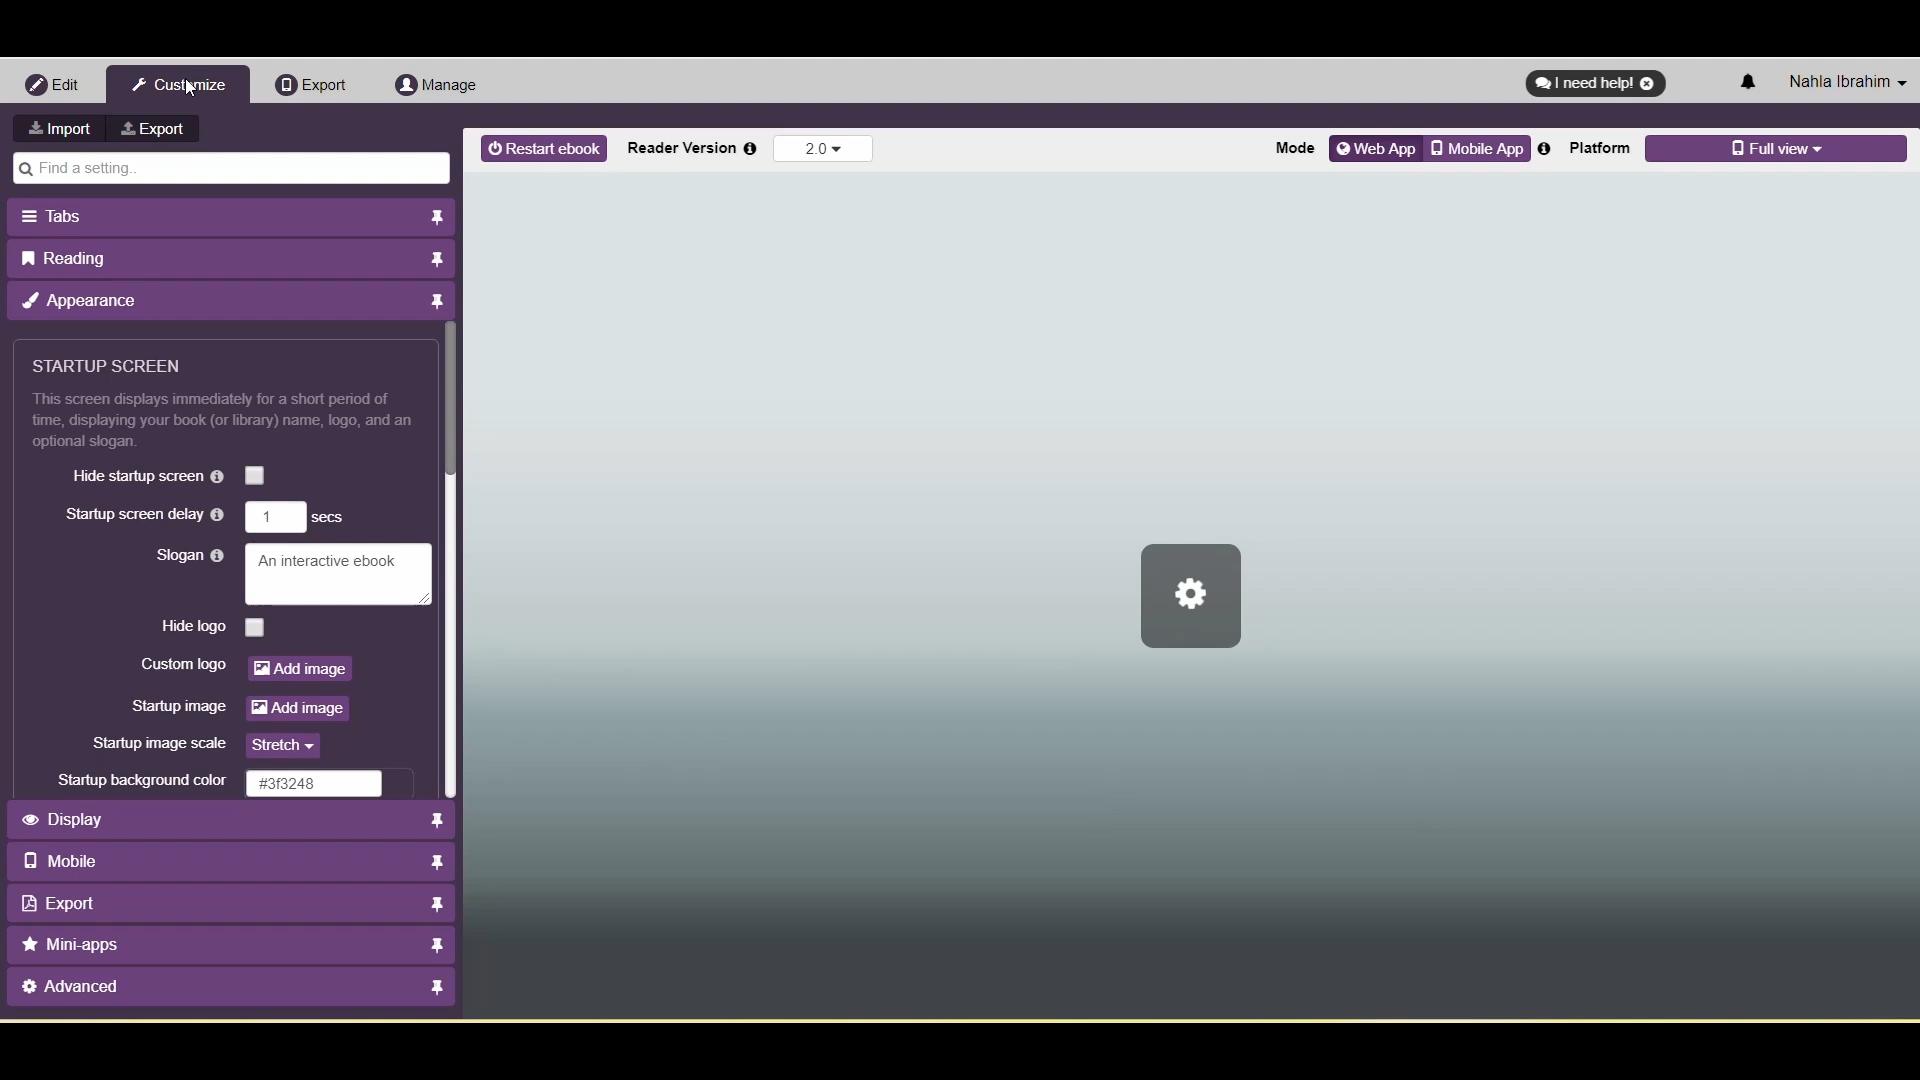 Edit Customize Export Manage I need help! Nahla Ibrahim
Import Export
Restart ebook Reader Version 2.0 Mode Web App Mobile App Platform Full view
Find a setting..
Tabs
Reading
Appearance
STARTUP SCREEN
This screen displays immediately for a short period of
time, displaying your book (or library) name, logo, and an
optional slogan.
Hide startup screen
Startup screen delay 1 secs
Slogan An interactive ebook
Hide logo
Custom logo Add image
Startup image Add image
Startup image scale Stretch
Startup background color #3f3248
Display
Mobile
Export
Mini-apps
Advanced